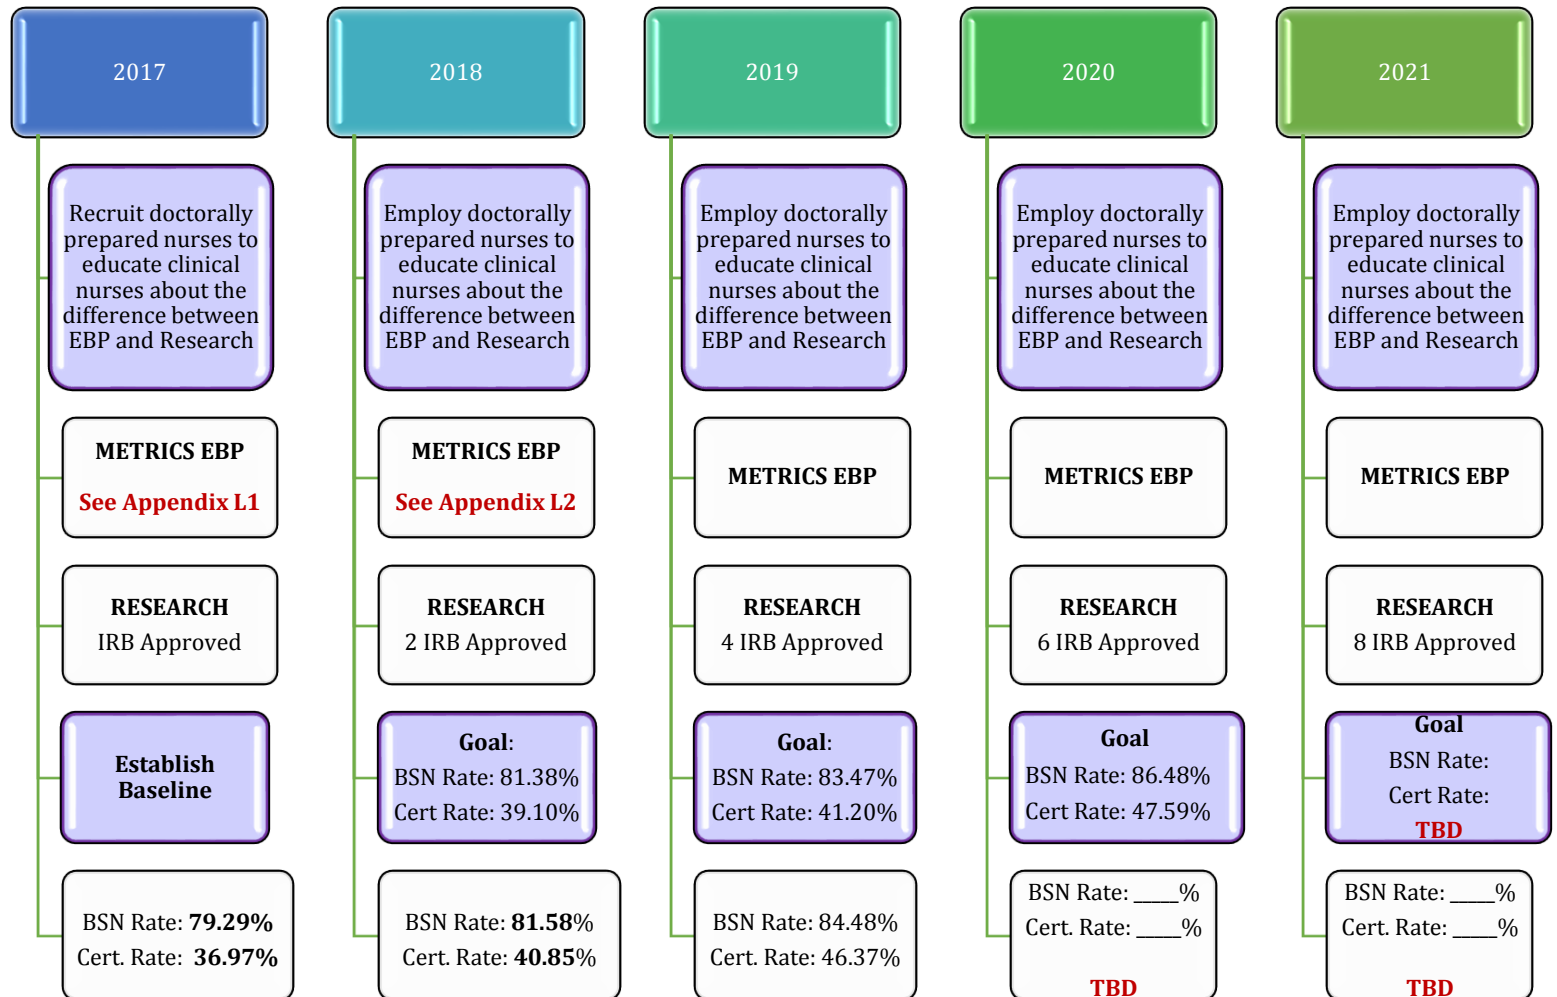 2017
Recruit doctorally
prepared nurses to
educate clinical
nurses about the
difference between
EBP and Research
METRICS EBP
See Appendix L1
RESEARCH
IRB Approved
Establish
Baseline
BSN Rate: 79.29%
Cert. Rate: 36.97%
2018
Employ doctorally
prepared nurses to
educate clinical
nurses about the
difference between
EBP and Research
METRICS EBP
See Appendix L2
RESEARCH
2 IRB Approved
Goal:
BSN Rate: 81.38%
Cert Rate: 39.10%
BSN Rate: 81.58%
Cert. Rate: 40.85%
2019
Employ doctorally
prepared nurses to
educate clinical
nurses about the
difference between
EBP and Research
METRICS EBP
RESEARCH
4 IRB Approved
Goal:
BSN Rate: 83.47%
Cert Rate: 41.20%
BSN Rate: 84.48%
Cert. Rate: 46.37%
2020
Employ doctorally
prepared nurses to
educate clinical
nurses about the
difference between
EBP and Research
METRICS EBP
RESEARCH
6 IRB Approved
Goal
BSN Rate: 86.48%
Cert Rate: 47.59%
BSN Rate: _____%
Cert. Rate: _____%
TBD
2021
Employ doctorally
prepared nurses to
educate clinical
nurses about the
difference between
EBP and Research
METRICS EBP
RESEARCH
8 IRB Approved
Goal
BSN Rate:
Cert Rate:
TBD
BSN Rate: _____%
Cert. Rate: _____%
TBD